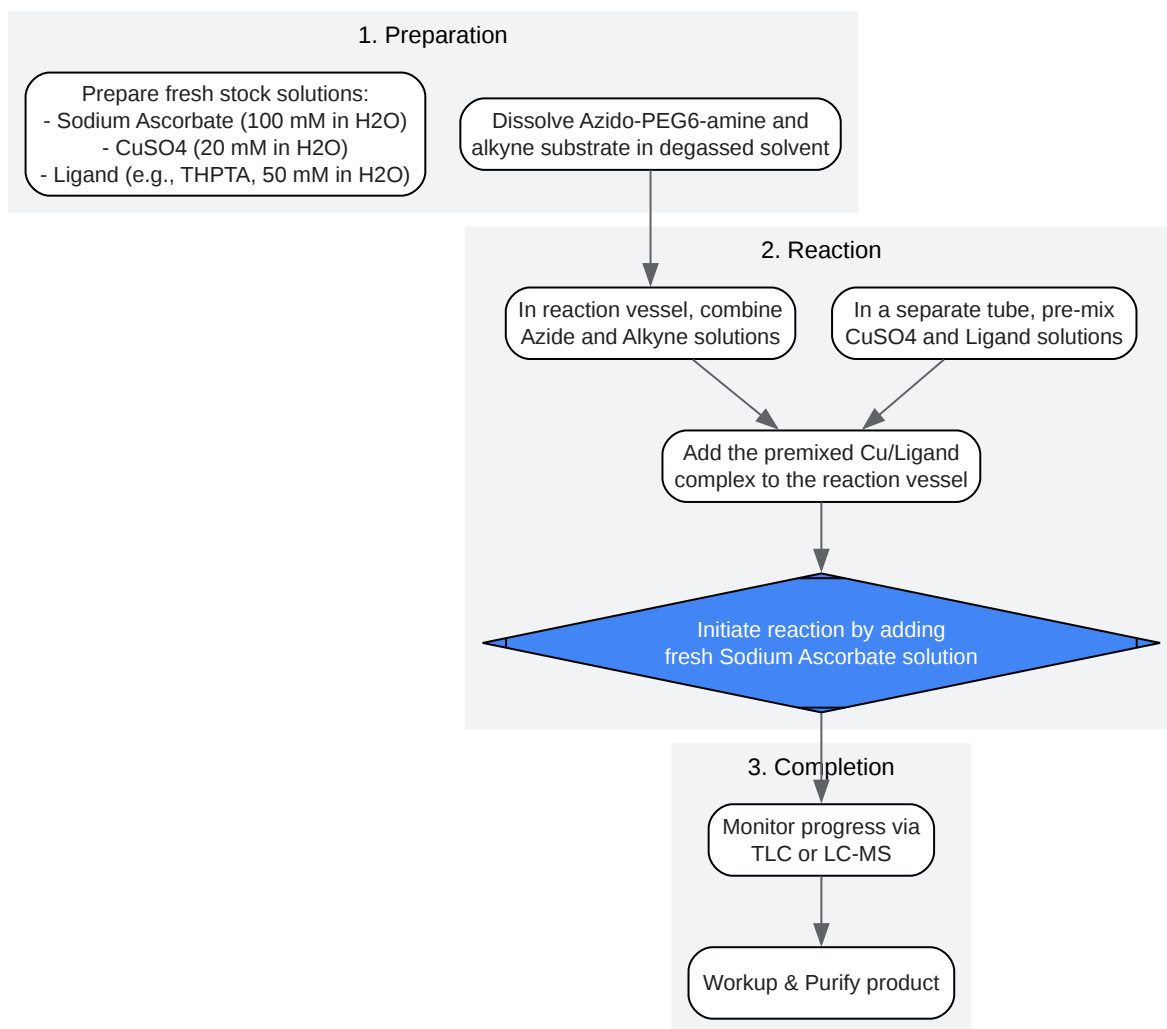 1. Preparation
Prepare fresh stock solutions:
- Sodium Ascorbate (100 mM in H2O)
- CuSO4 (20 mM in H2O)
- Ligand (e.g., THPTA, 50 mM in H2O)
Dissolve Azido-PEG6-amine and
alkyne substrate in degassed solvent
2. Reaction
In reaction vessel, combine
Azide and Alkyne solutions
In a separate tube, pre-mix
CuSO4 and Ligand solutions
Add the premixed Cu/Ligand
complex to the reaction vessel
Initiate reaction by adding
fresh Sodium Ascorbate solution
3. Completion
Monitor progress via
TLC or LC-MS
Workup & Purify product